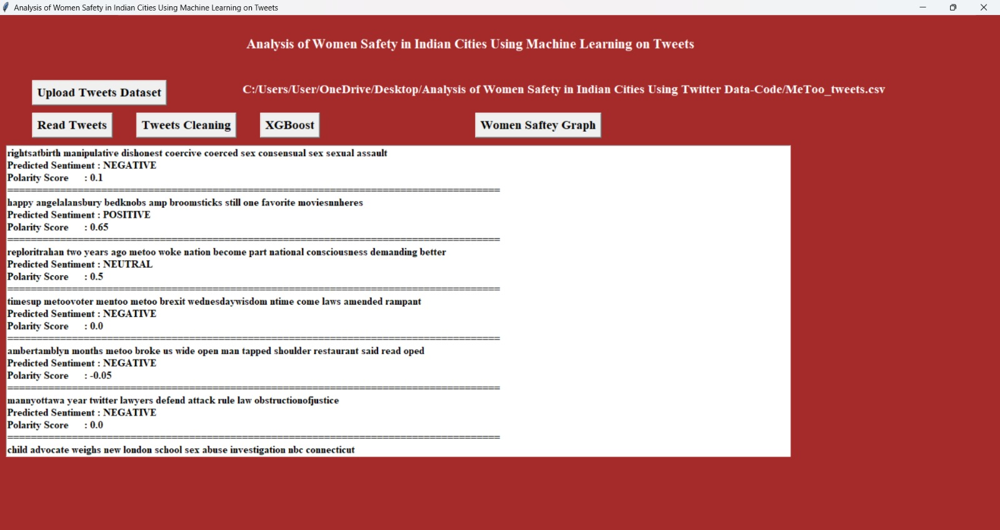 Analysis of Women Safety in Indian Cities Using Machine Learning on Tweets
Analysis of Women Safety in Indian Cities Using Machine Learning on Tweets
Upload Tweets Dataset
C:/Users/User/OneDrive/Desktop/Analysis of Women Safety in Indian Cities Using Twitter Data-Code/MeToo_tweets.csv
Read Tweets
Tweets Cleaning
XGBoost
Women Saftey Graph
rightsatbirth manipulative dishonest coercive coerced sex consensual sex sexual assault
Predicted Sentiment : NEGATIVE
Polarity Score : 0.1
====================================================================================
happy angelalansbury bedknobs amp broomsticks still one favorite moviesnnheres
Predicted Sentiment : POSITIVE
Polarity Score : 0.65
====================================================================================
reploritrahan two years ago metoo woke nation become part national consciousness demanding better
Predicted Sentiment : NEUTRAL
Polarity Score : 0.5
====================================================================================
timesup metoovoter mentoo metoo brexit wednesdaywisdom ntime come laws amended rampant
Predicted Sentiment : NEGATIVE
Polarity Score : 0.0
====================================================================================
ambertamblyn months metoo broke us wide open man tapped shoulder restaurant said read oped
Predicted Sentiment : NEGATIVE
Polarity Score : -0.05
====================================================================================
mannyottawa year twitter lawyers defend attack rule law obstructionofjustice
Predicted Sentiment : NEGATIVE
Polarity Score : 0.0
====================================================================================
child advocate weighs new london school sex abuse investigation nbc connecticut